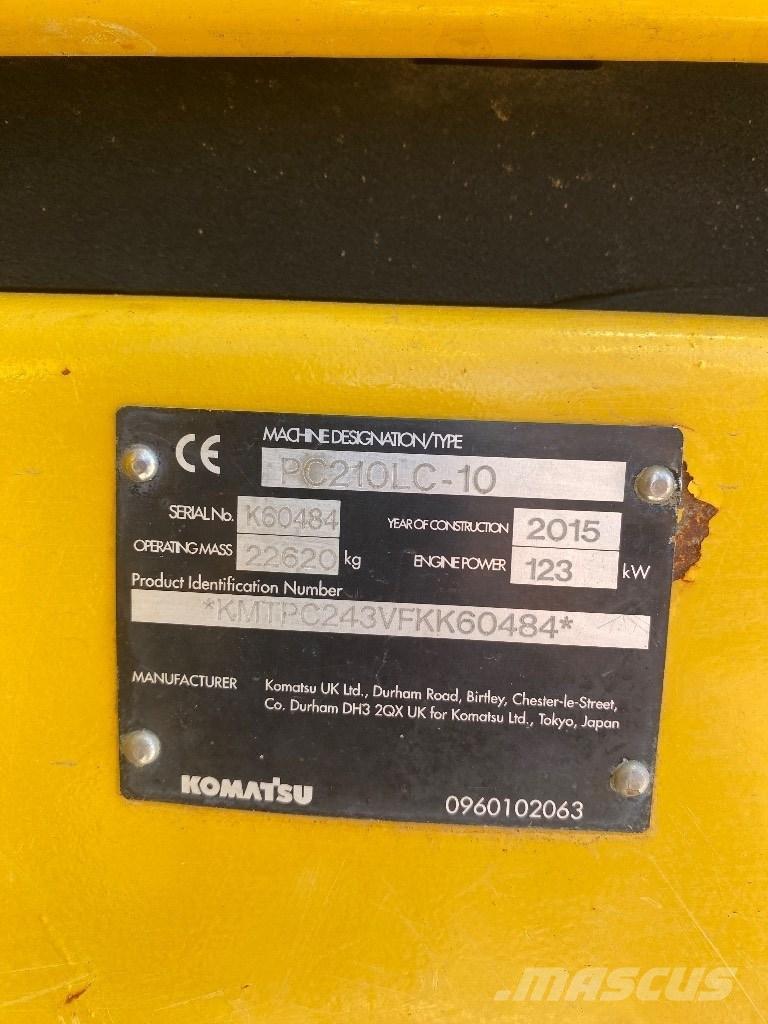 CE MACHINE DESIGNATION/TYPE
PC210LC-10
SERIAL No. K60484 YEAR OF CONSTRUCTION 2015
OPERATING MASS 22620 kg ENGINE POWER 123 kW
Product Identification Number
*KMTPC243VFKK60484*
MANUFACTURER Komatsu UK Ltd., Durham Road, Birtley, Chester-le-Street,
Co. Durham DH3 2QX UK for Komatsu Ltd., Tokyo, Japan
KOMATSU 0960102063
MASCUS